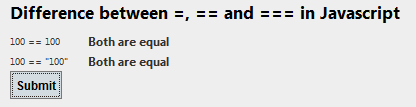 Difference between =, == and === in Javascript
100 == 100 Both are equal
100 == "100" Both are equal
Submit